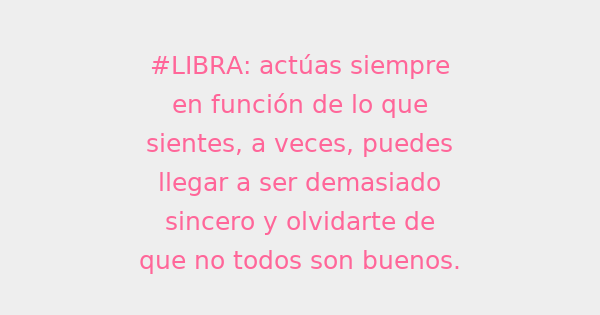 #LIBRA: actúas siempre
en función de lo que
sientes, a veces, puedes
llegar a ser demasiado
sincero y olvidarte de
que no todos son buenos.